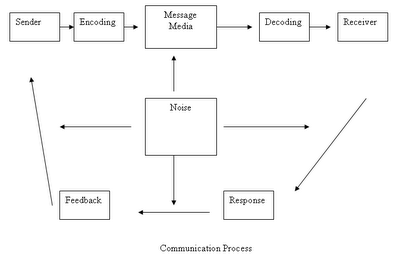 Sender
Encoding
Message
Media
Decoding
Receiver
Noise
Feedback
Response
Communication Process